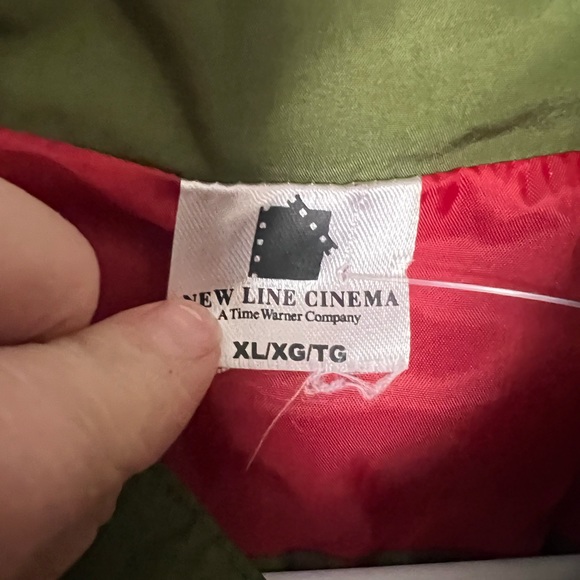 NEW LINE CINEMA
A Time Warner Company
XL/XG/TG